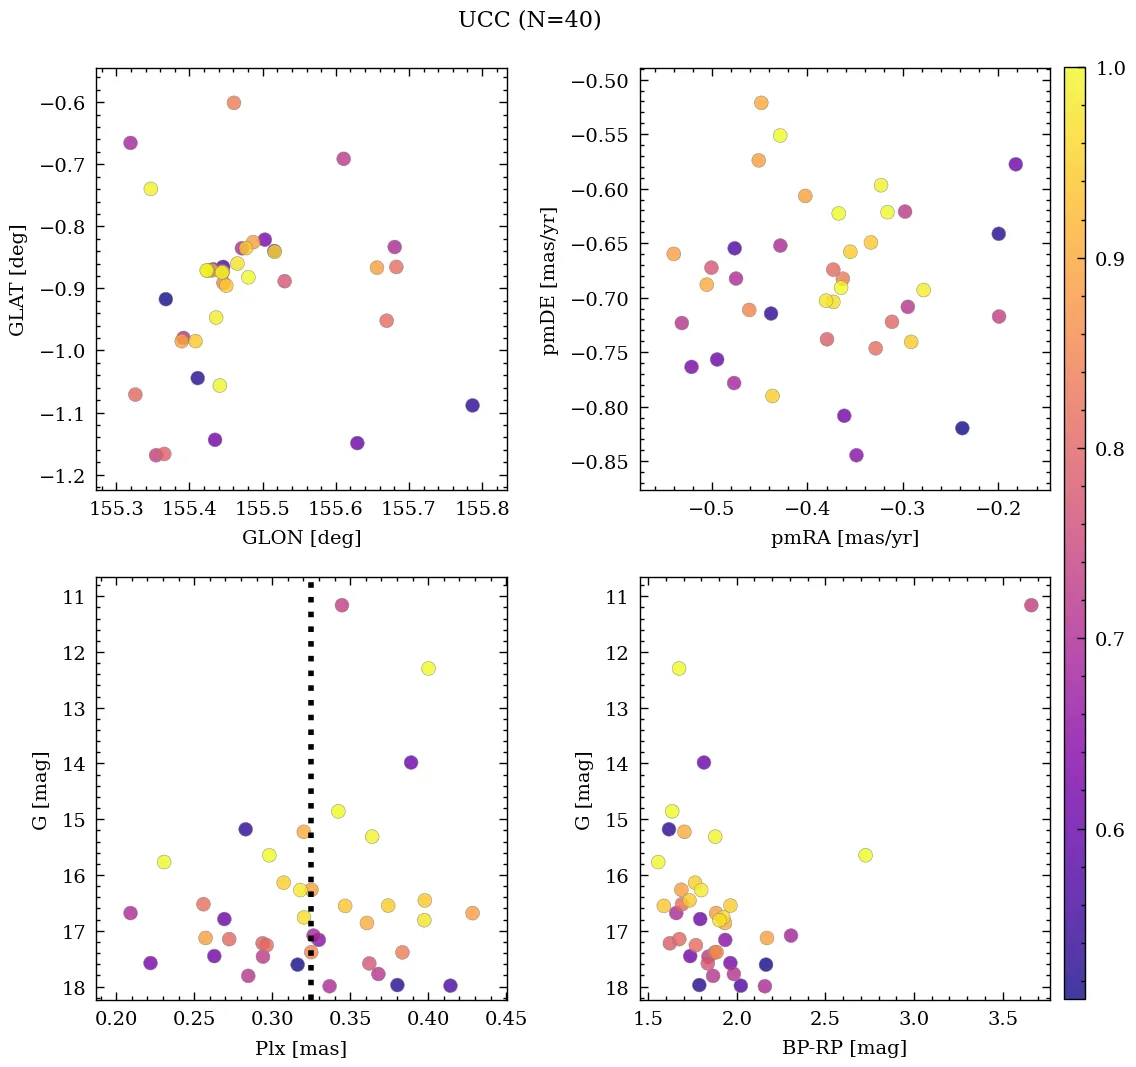 UCC (N=40)
−0.6
−0.7
−0.8
−0.9
−1.0
−1.1
−1.2
GLAT [deg]
155.3 155.4 155.5 155.6 155.7 155.8
GLON [deg]
−0.50
−0.55
−0.60
−0.65
−0.70
−0.75
−0.80
−0.85
pmDE [mas/yr]
−0.5 −0.4 −0.3 −0.2
pmRA [mas/yr]
11
12
13
14
15
16
17
18
G [mag]
0.20 0.25 0.30 0.35 0.40 0.45
Plx [mas]
11
12
13
14
15
16
17
18
G [mag]
1.5 2.0 2.5 3.0 3.5
BP-RP [mag]
1.0
0.9
0.8
0.7
0.6